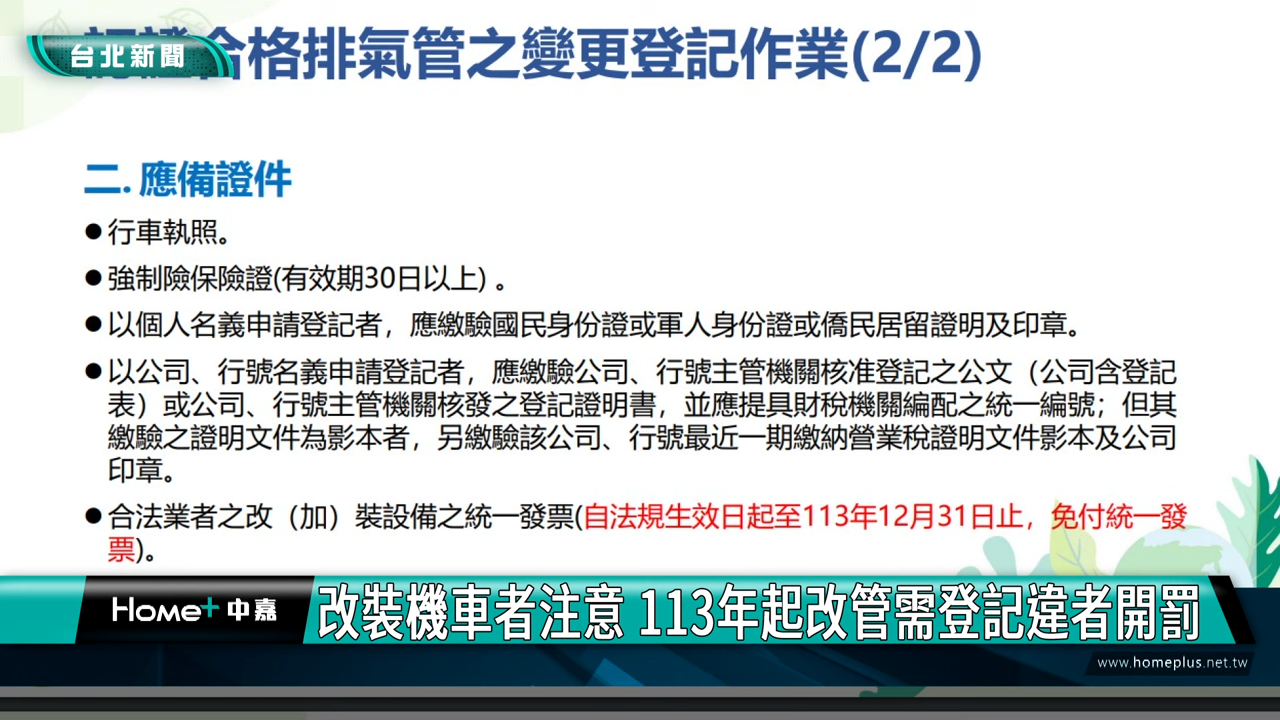 台北新聞
合格排氣管之變更登記作業(2/2)
二. 應備證件
●行車執照。
●強制險保險證(有效期30日以上) 。
●以個人名義申請登記者，應繳驗國民身份證或軍人身份證或僑民居留證明及印章。
●以公司、行號名義申請登記者，應繳驗公司、行號主管機關核准登記之公文（公司含登記
表）或公司、行號主管機關核發之登記證明書，並應提具財稅機關編配之統一編號；但其
繳驗之證明文件為影本者，另繳驗該公司、行號最近一期繳納營業稅證明文件影本及公司
印章。
●合法業者之改（加）裝設備之統一發票(自法規生效日起至113年12月31日止，免付統一發
票)。
Home+ 中嘉
改裝機車者注意 113年起改管需登記違者開罰
www.homeplus.net.tw